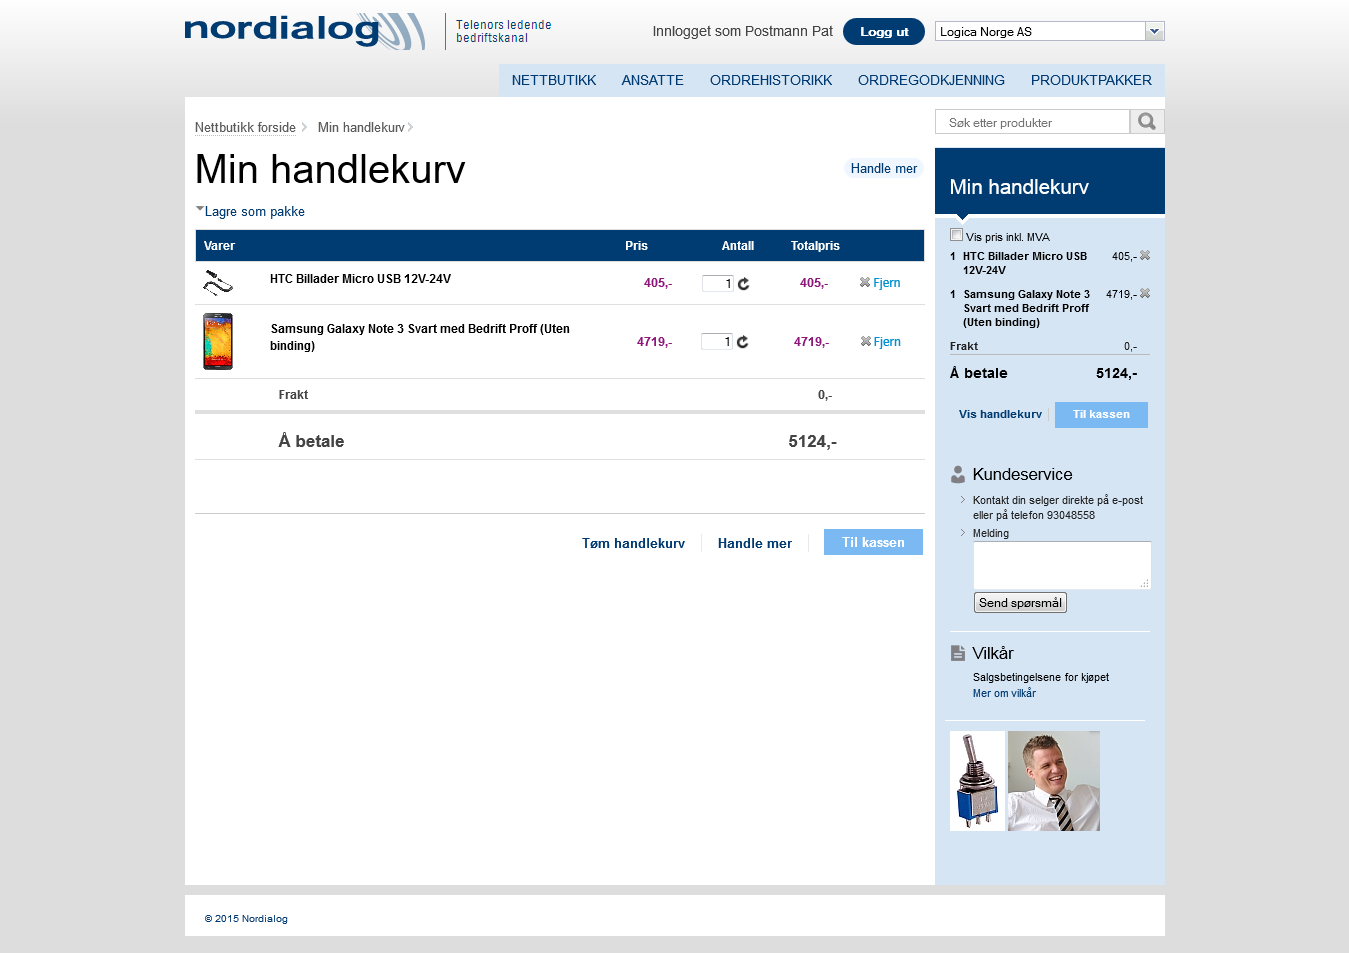 nordialog
Telenors ledende
bedriftskanal
Innlogget som Postmann Pat
Logg ut
Logica Norge AS
NETTBUTIKK
ANSATTE
ORDREHISTORIKK
ORDREGODKJENNING
PRODUKTPAKKER
Nettbutikk forside
Min handlekurv
Min handlekurv
Handle mer
Lagre som pakke
Varer Pris Antall Totalpris
HTC Billader Micro USB 12V-24V 405,- 1 405,- Fjern
Samsung Galaxy Note 3 Svart med Bedrift Proff (Uten
binding) 4719,- 1 4719,- Fjern
Frakt 0,-
Å betale 5124,-
Tøm handlekurv
Handle mer
Til kassen
Søk etter produkter
Min handlekurv
Vis pris inkl. MVA
1 HTC Billader Micro USB 405,-
12V-24V
1 Samsung Galaxy Note 3 4719,-
Svart med Bedrift Proff
(Uten binding)
Frakt 0,-
Å betale 5124,-
Vis handlekurv
Til kassen
Kundeservice
Kontakt din selger direkte på e-post
eller på telefon 93048558
Melding
Send spørsmål
Vilkår
Salgsbetingelsene for kjøpet
Mer om vilkår
© 2015 Nordialog